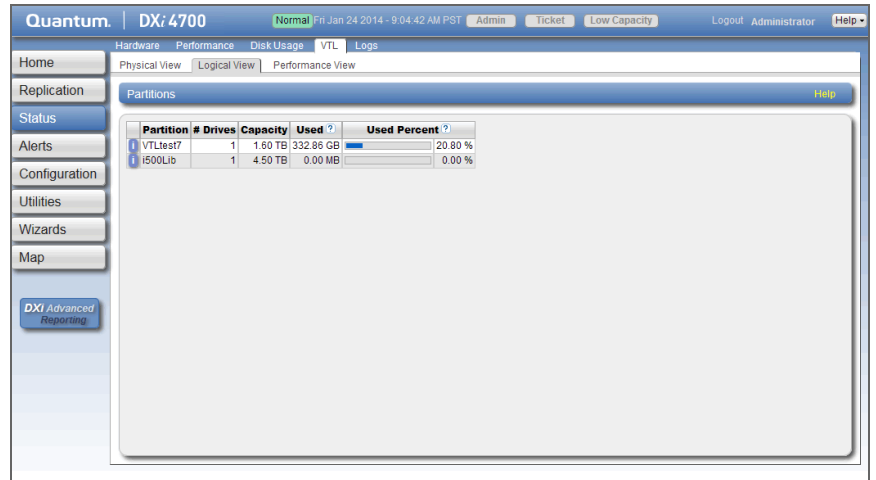 Quantum. DXi 4700 Normal Fri Jan 24 2014 - 9:04:42 AM PST Admin Ticket Low Capacity Logout Administrator Help
Hardware Performance Disk Usage VTL Logs
Home
Physical View Logical View Performance View
Replication
Partitions Help
Status
Partition # Drives Capacity Used ? Used Percent ?
i VTLtest7 1 1.60 TB 332.86 GB 20.80 %
i i500Lib 1 4.50 TB 0.00 MB 0.00 %
Alerts
Configuration
Utilities
Wizards
Map
DXi Advanced
Reporting